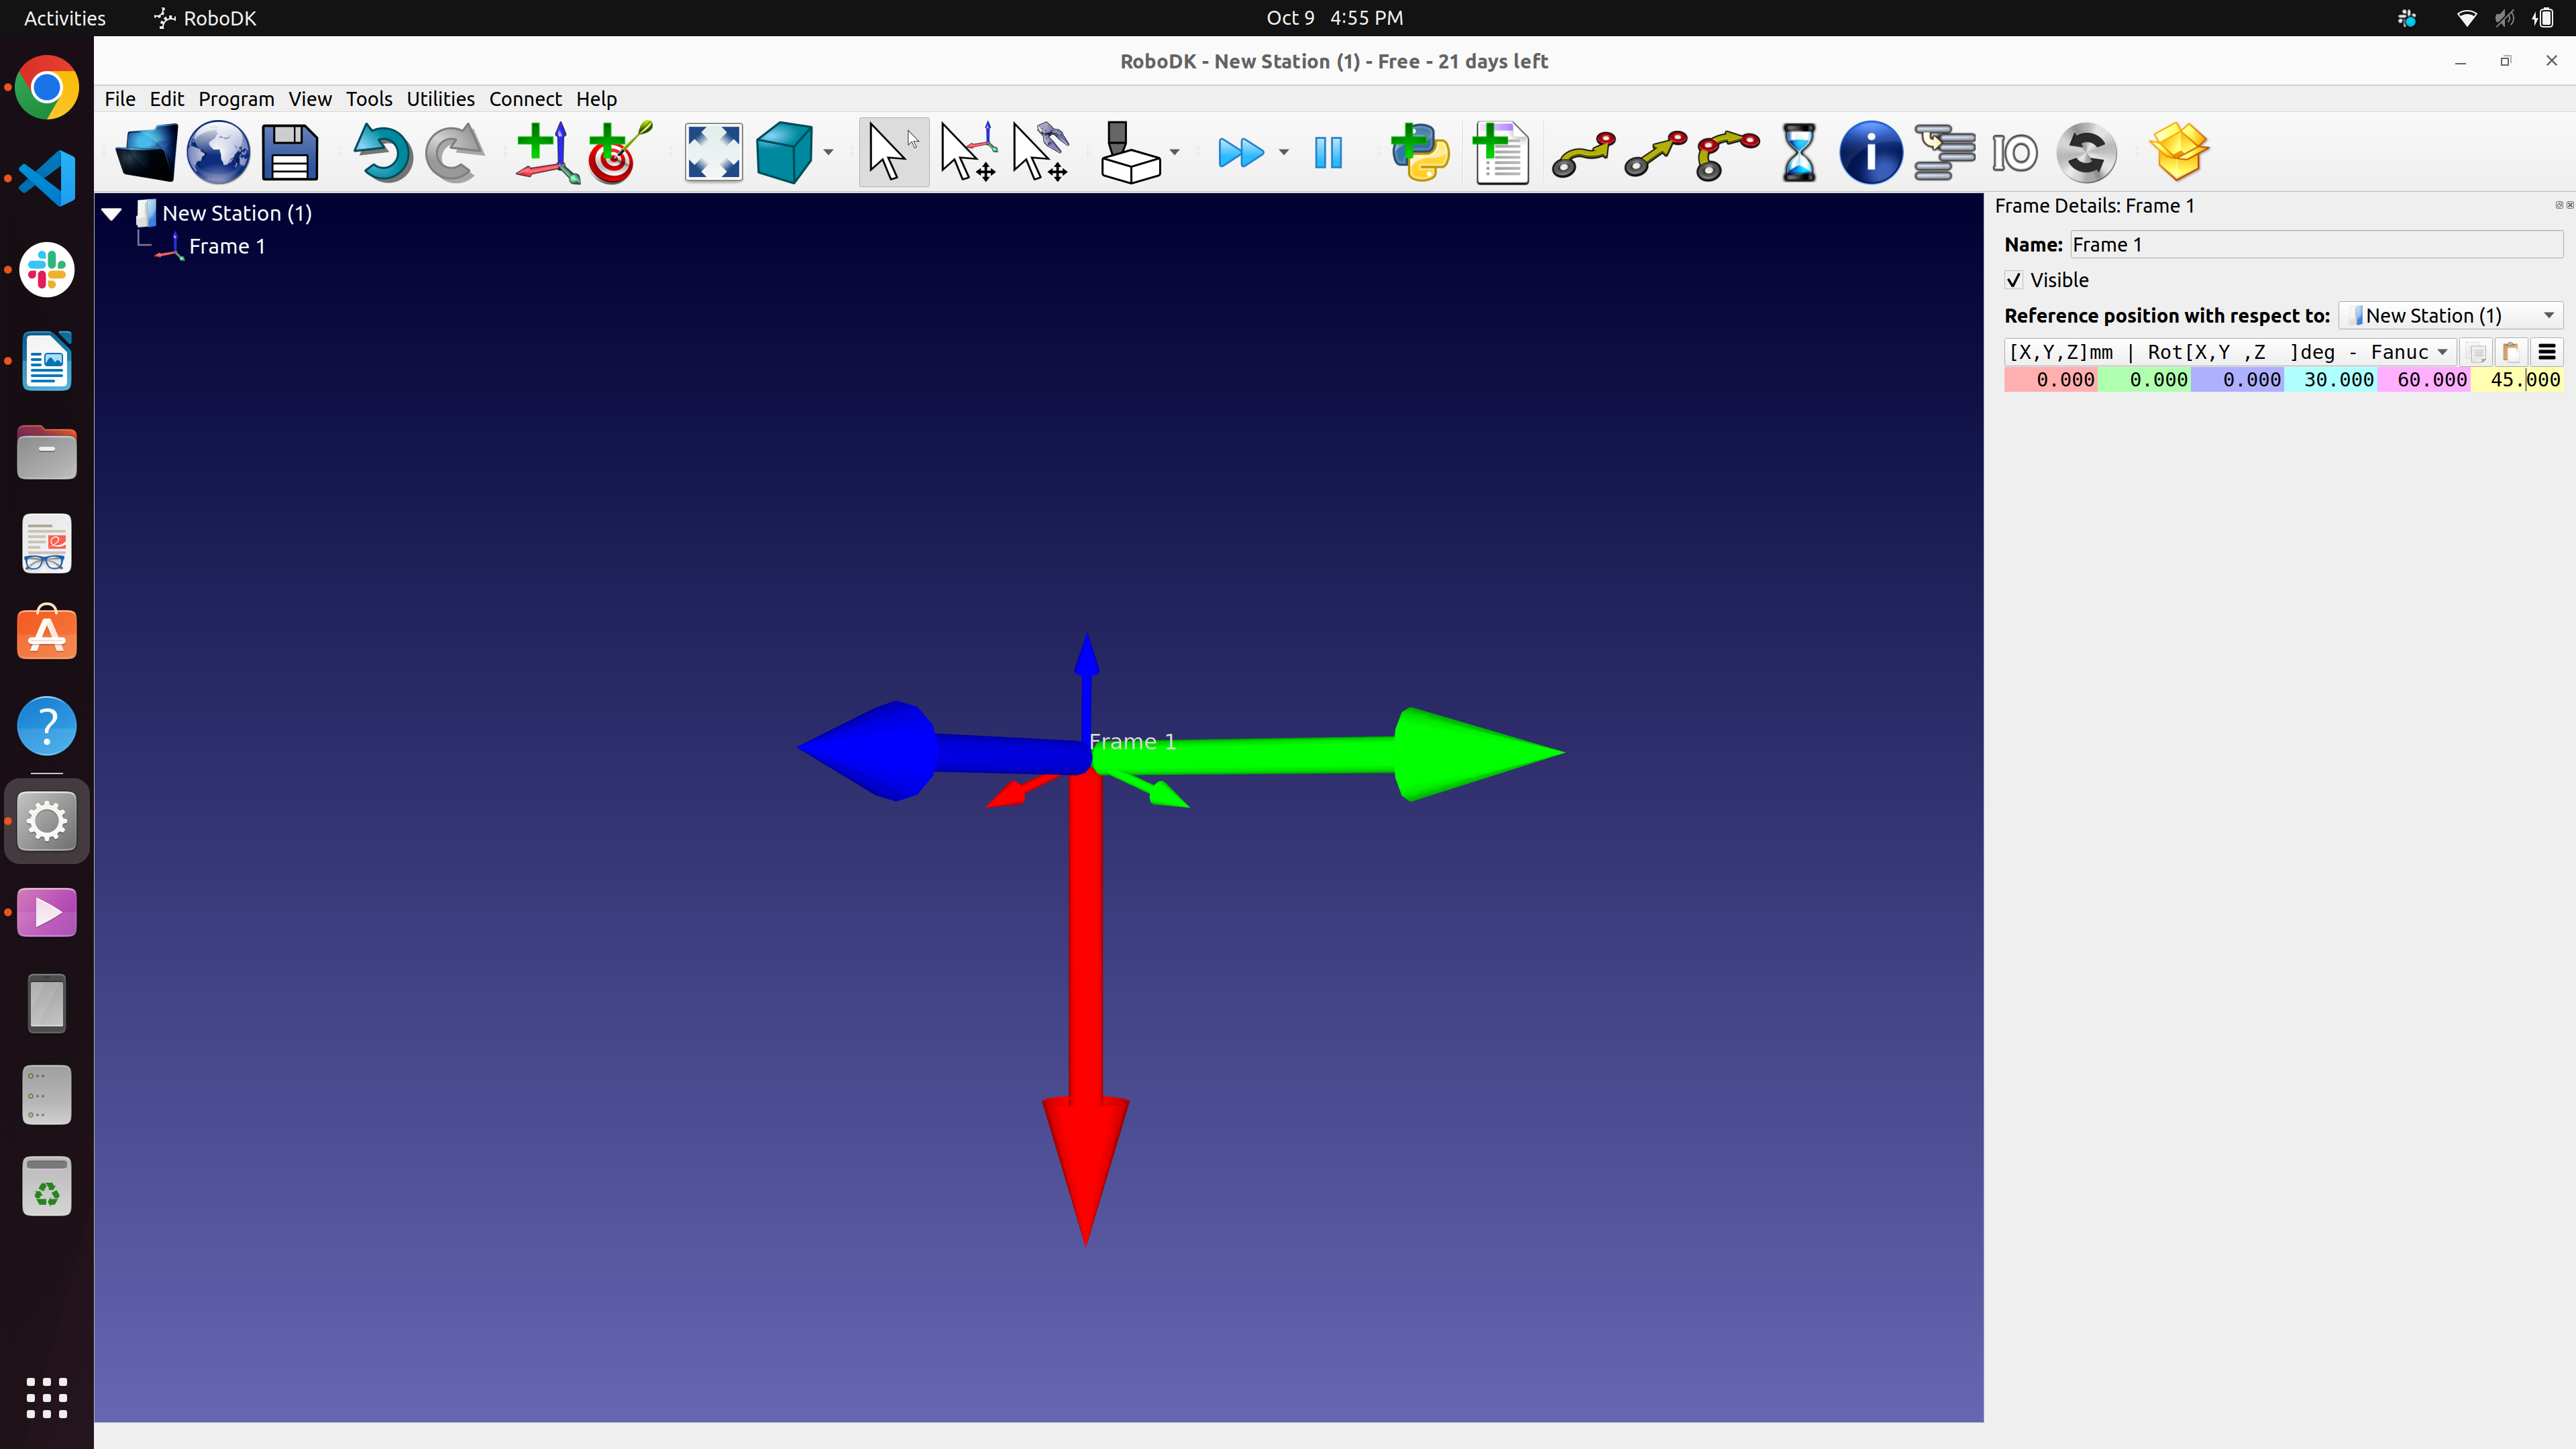 Activities RoboDK Oct 9 4:55 PM
RoboDK - New Station (1) - Free - 21 days left
File Edit Program View Tools Utilities Connect Help
IO
New Station (1)
Frame 1
Frame 1
Frame Details: Frame 1
Name: Frame 1
Visible
Reference position with respect to: New Station (1)
[X,Y,Z]mm | Rot[X,Y ,Z ]deg - Fanuc
0.000 0.000 0.000 30.000 60.000 45.000